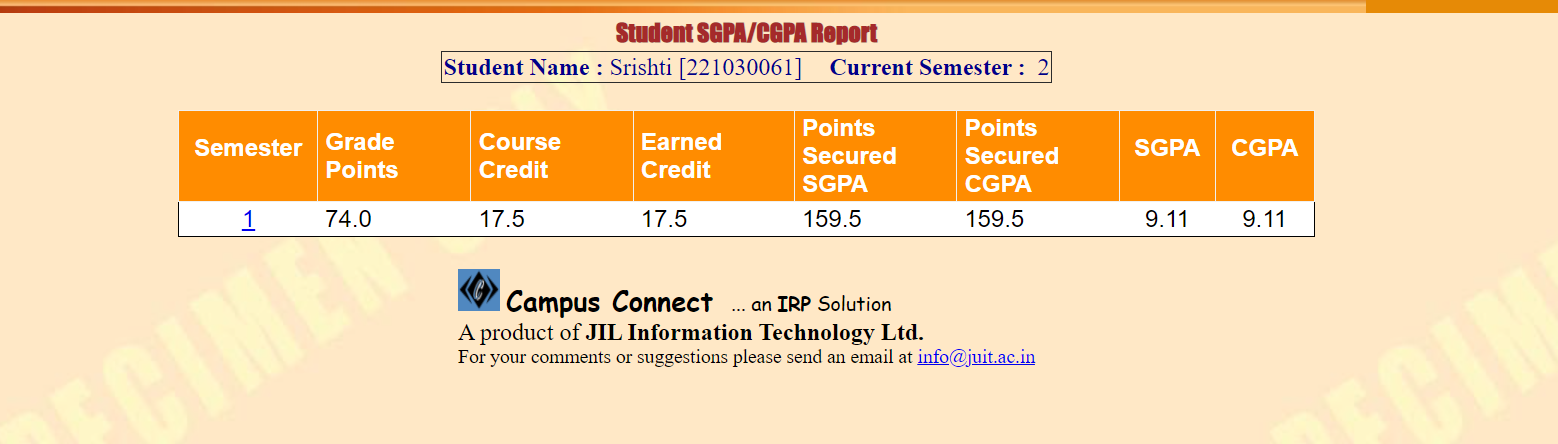 Student SGPA/CGPA Report
Student Name : Srishti [221030061] Current Semester : 2
Semester Grade Points Course Credit Earned Credit Points Secured SGPA Points Secured CGPA SGPA CGPA
1 74.0 17.5 17.5 159.5 159.5 9.11 9.11
C
Campus Connect ... an IRP Solution
A product of JIL Information Technology Ltd.
For your comments or suggestions please send an email at info@juit.ac.in